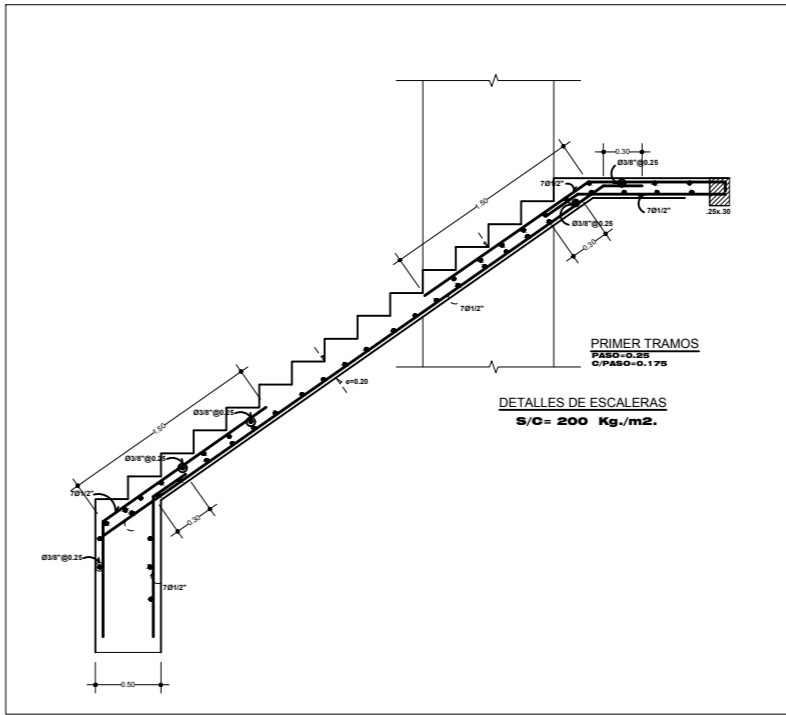 0.30
Ø3/8"@0.25
1.50
7Ø1/2"
7Ø1/2"
.25x.30
Ø3/8"@0.25
0.30
7Ø1/2"
PRIMER TRAMOS
PASO=0.25
C/PASO=0.175
e=0.20
DETALLES DE ESCALERAS
S/C= 200 Kg./m2.
1.50
Ø3/8"@0.25
Ø3/8"@0.25
7Ø1/2"
0.30
Ø3/8"@0.25
7Ø1/2"
0.50